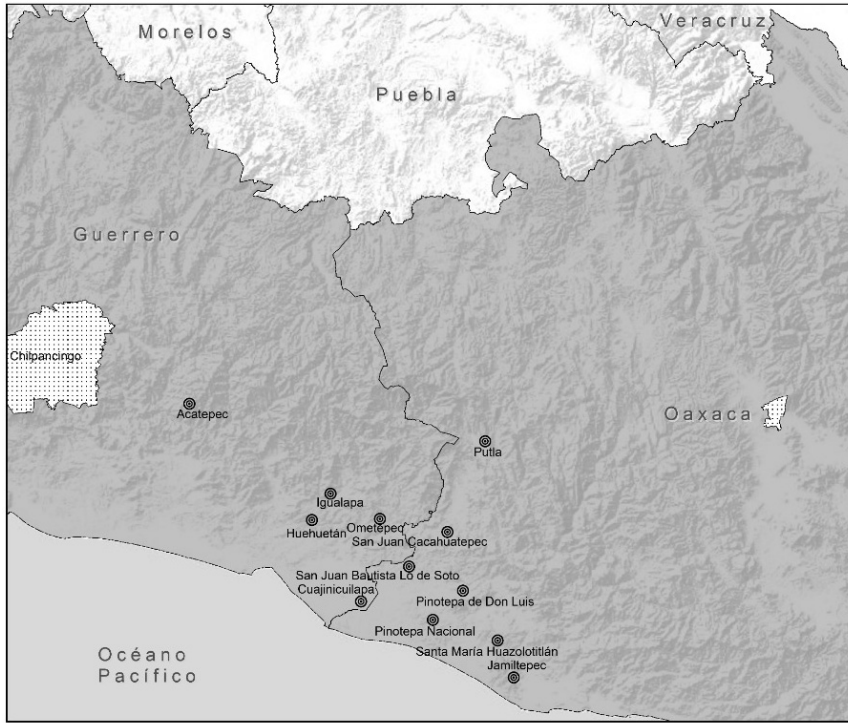 Veracruz
Morelos
Puebla
Guerrero
Chilpancingo
Acatepec
Oaxaca
Putla
Igualapa
Ometepec
Huehuetán
San Juan Cacahuatepec
San Juan Bautista Lo de Soto
Cuajinicuilapa
Pinotepa de Don Luis
Pinotepa Nacional
Santa María Huazolotitlán
Jamiltepec
Océano
Pacífico